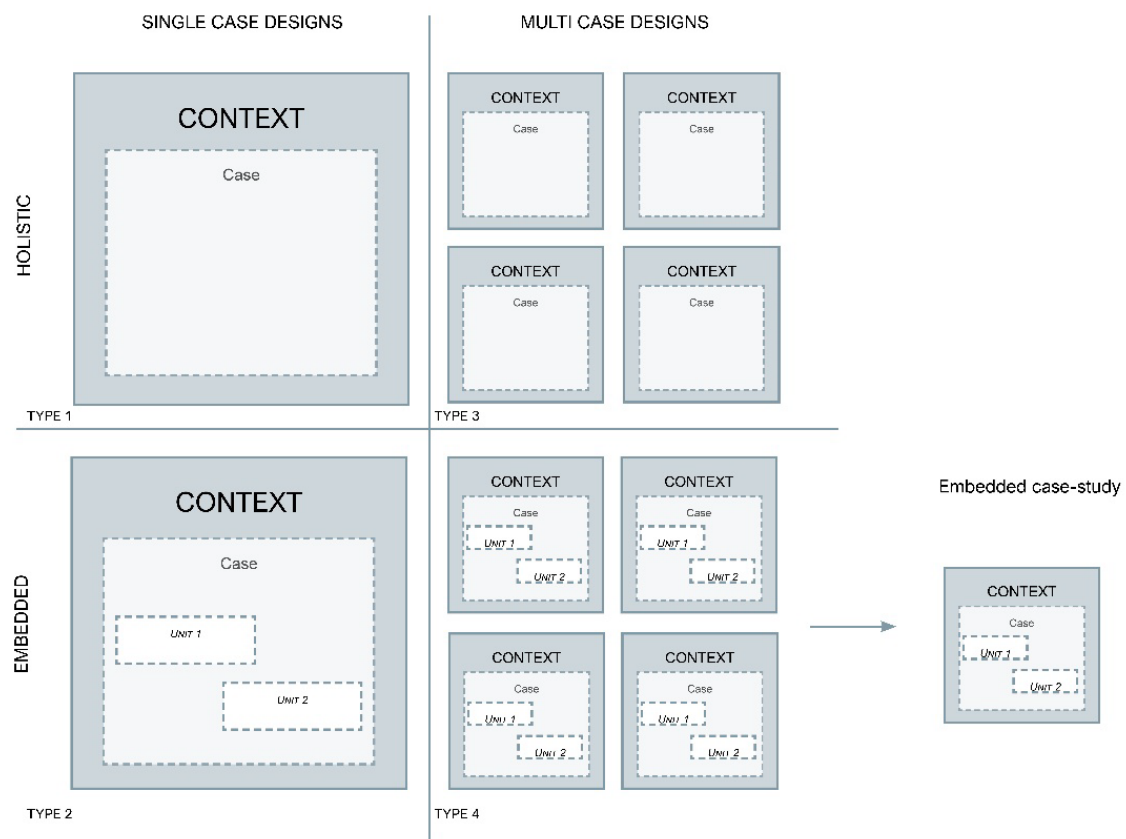 SINGLE CASE DESIGNS
MULTI CASE DESIGNS
HOLISTIC
CONTEXT
Case
TYPE 1
CONTEXT
Case
CONTEXT
Case
CONTEXT
Case
CONTEXT
Case
TYPE 3
EMBEDDED
CONTEXT
Case
UNIT 1
UNIT 2
TYPE 2
CONTEXT
Case
UNIT 1
UNIT 2
CONTEXT
Case
UNIT 1
UNIT 2
CONTEXT
Case
UNIT 1
UNIT 2
CONTEXT
Case
UNIT 1
UNIT 2
TYPE 4
Embedded case-study
CONTEXT
Case
UNIT 1
UNIT 2